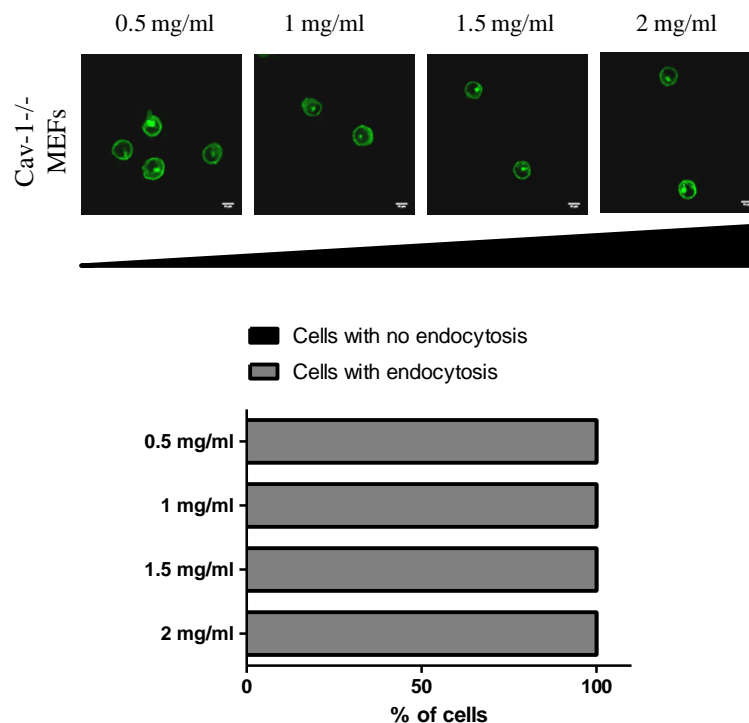 0.5 mg/ml 1 mg/ml 1.5 mg/ml 2 mg/ml
Cav-1-/-
MEFs
Cells with no endocytosis
Cells with endocytosis
0.5 mg/ml
1 mg/ml
1.5 mg/ml
2 mg/ml
0 50 100
% of cells